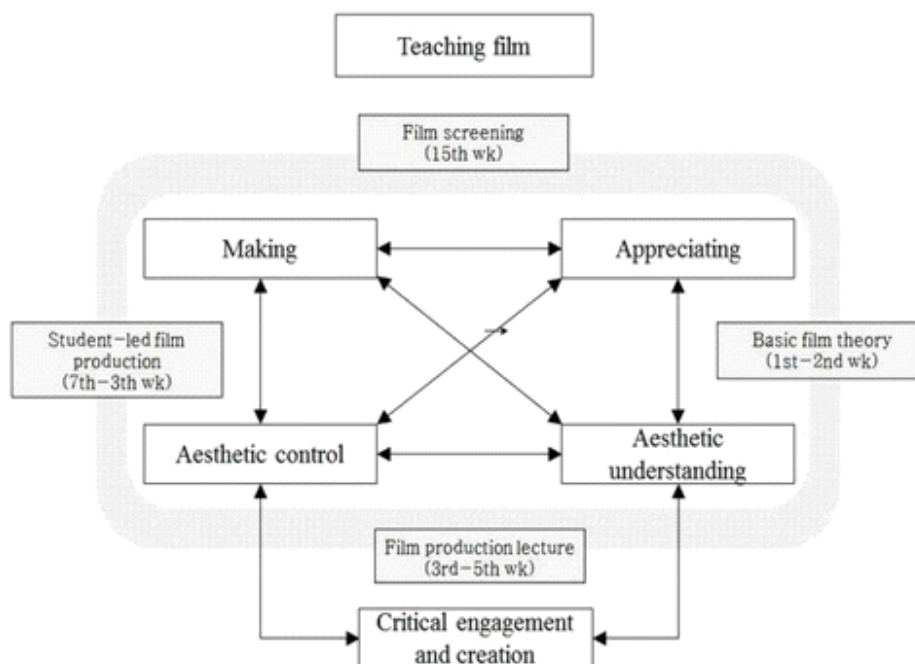 Teaching film
Film screening
(15th wk)
Making
Appreciating
Student-led film
production
(7th-3th wk)
Basic film theory
(1st-2nd wk)
Aesthetic control
Aesthetic
understanding
Film production lecture
(3rd-5th wk)
Critical engagement
and creation